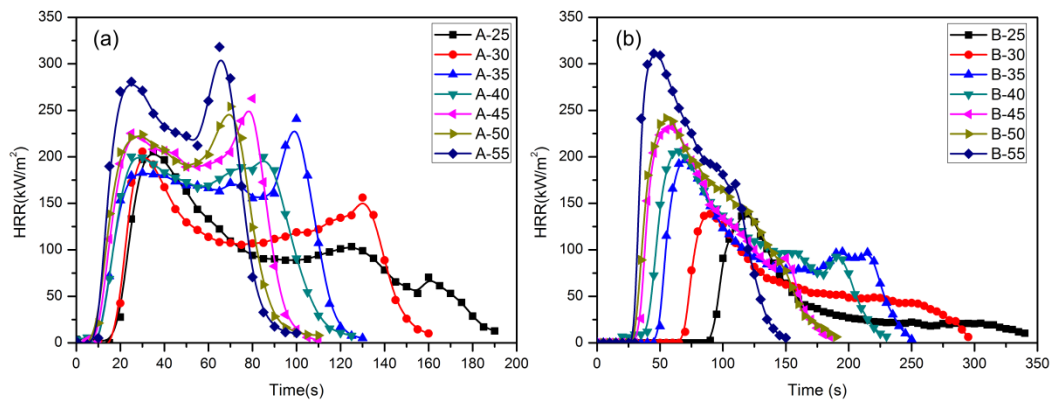 (a)
A-25
A-30
A-35
A-40
A-45
A-50
A-55
HRR(kW/m²)
350
300
250
200
150
100
50
0
0 20 40 60 80 100 120 140 160 180 200
Time(s)
(b)
B-25
B-30
B-35
B-40
B-45
B-50
B-55
HRR(kW/m²)
350
300
250
200
150
100
50
0
0 50 100 150 200 250 300 350
Time (s)